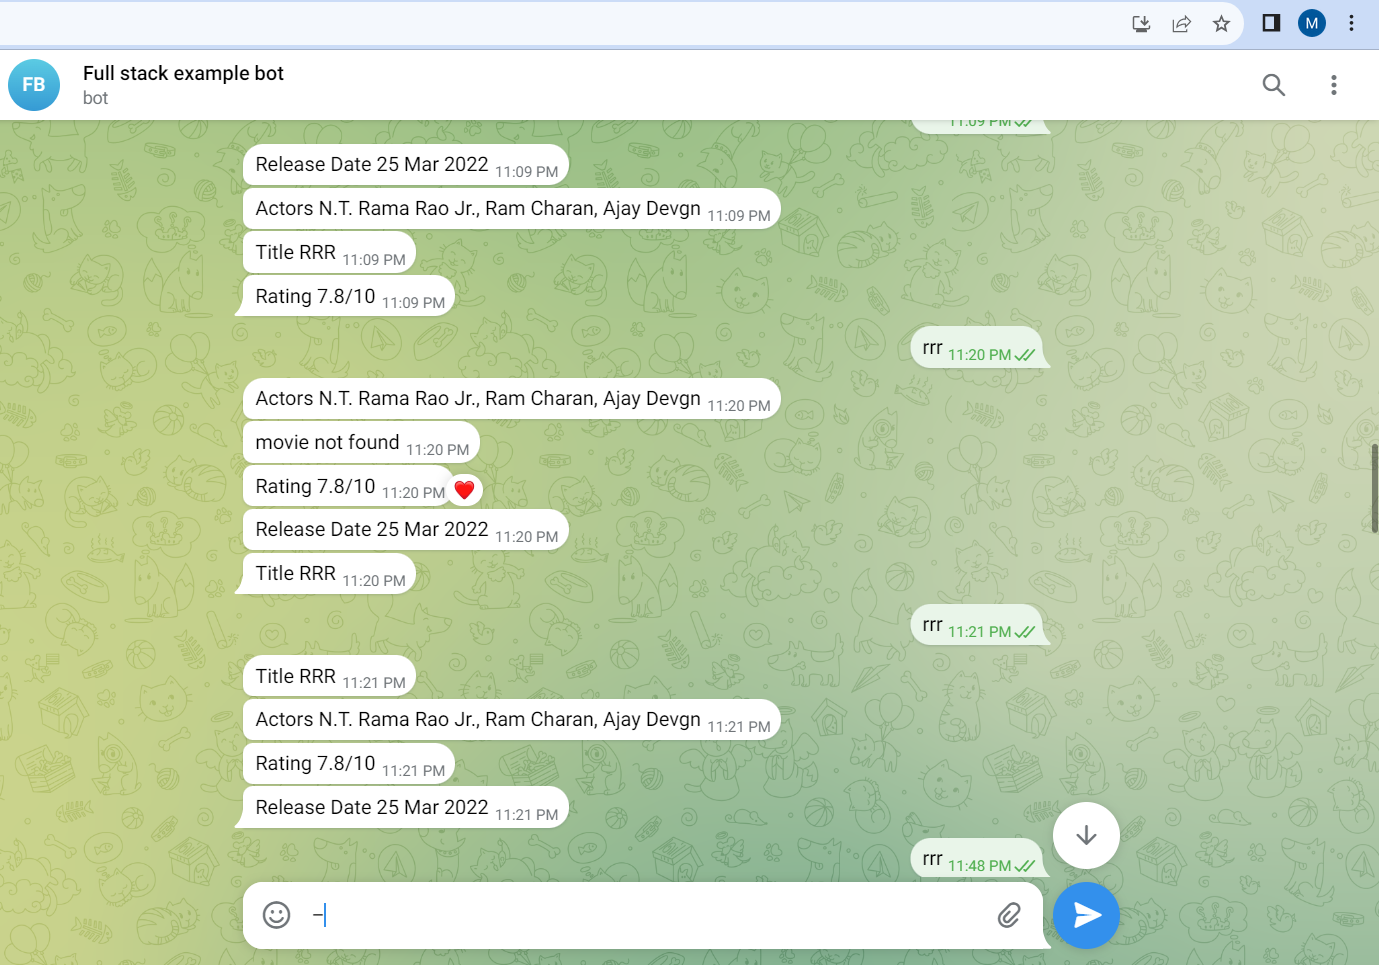 M
FB
Full stack example bot
bot
11:09 PM
Release Date 25 Mar 2022 11:09 PM
Actors N.T. Rama Rao Jr., Ram Charan, Ajay Devgn 11:09 PM
Title RRR 11:09 PM
Rating 7.8/10 11:09 PM
rrr 11:20 PM
Actors N.T. Rama Rao Jr., Ram Charan, Ajay Devgn 11:20 PM
movie not found 11:20 PM
Rating 7.8/10 11:20 PM
Release Date 25 Mar 2022 11:20 PM
Title RRR 11:20 PM
rrr 11:21 PM
Title RRR 11:21 PM
Actors N.T. Rama Rao Jr., Ram Charan, Ajay Devgn 11:21 PM
Rating 7.8/10 11:21 PM
Release Date 25 Mar 2022 11:21 PM
rrr 11:48 PM
–